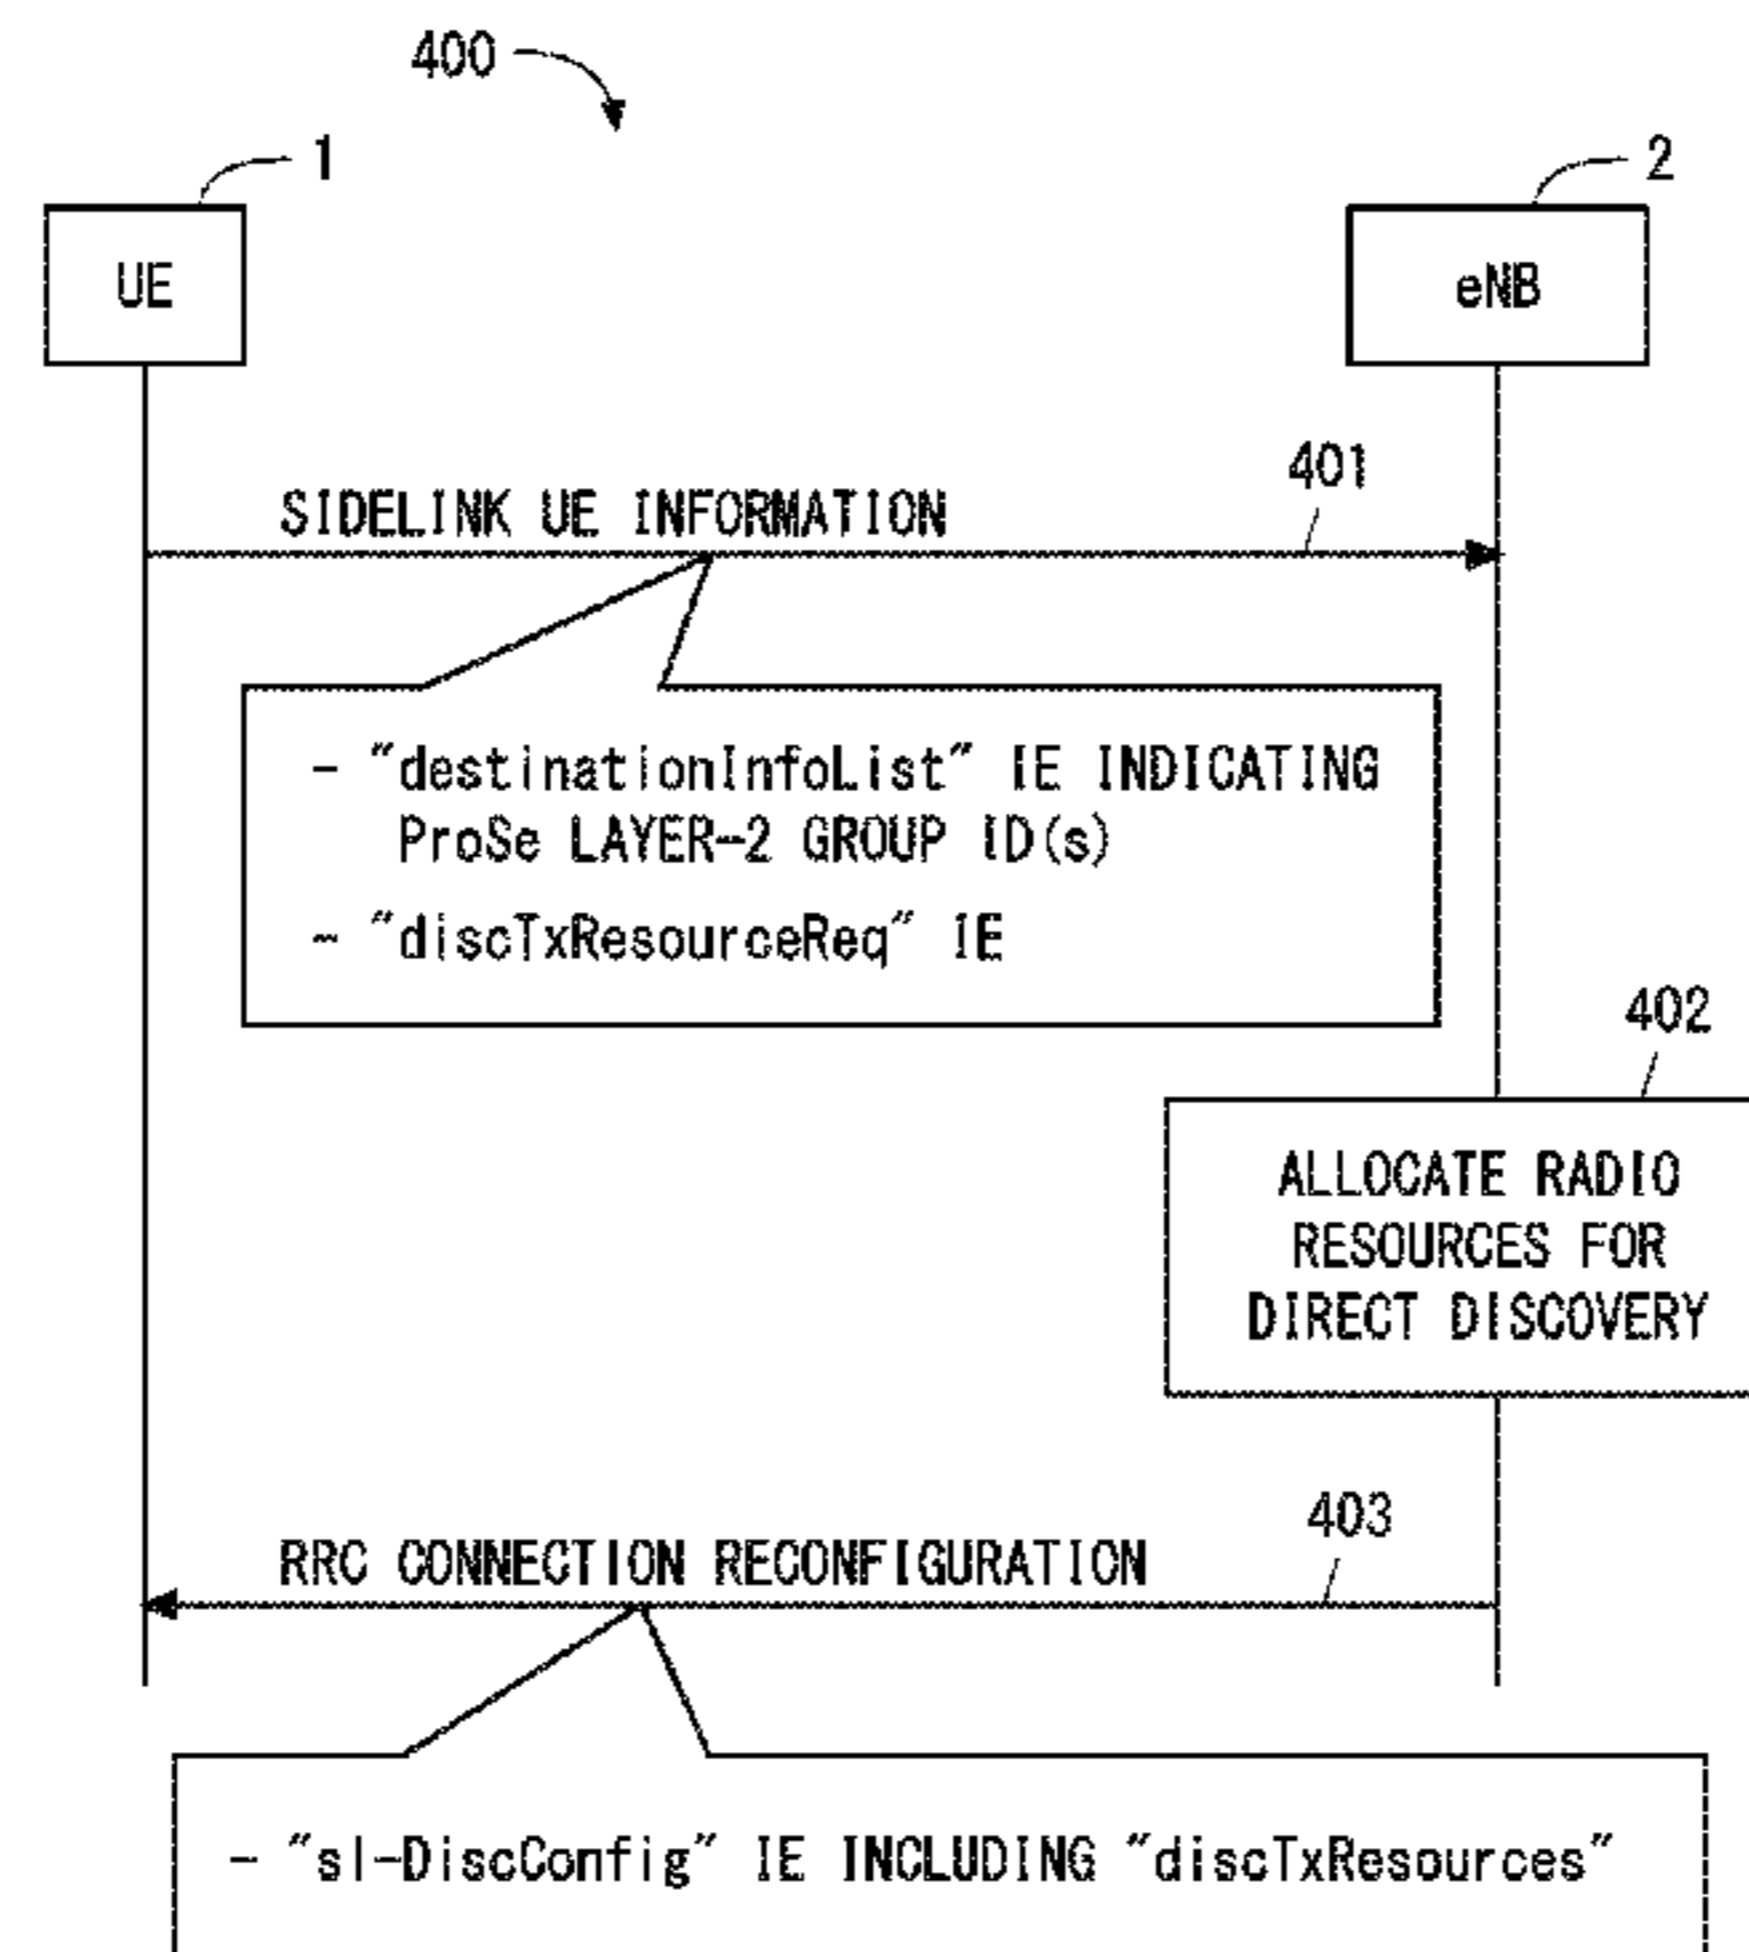 400
1
2
UE
eNB
401
SIDELINK UE INFORMATION
- "destinationInfoList" IE INDICATING
ProSe LAYER-2 GROUP ID(s)
- "discTxResourceReq" IE
402
ALLOCATE RADIO
RESOURCES FOR
DIRECT DISCOVERY
403
RRC CONNECTION RECONFIGURATION
- "sl-DiscConfig" IE INCLUDING "discTxResources"